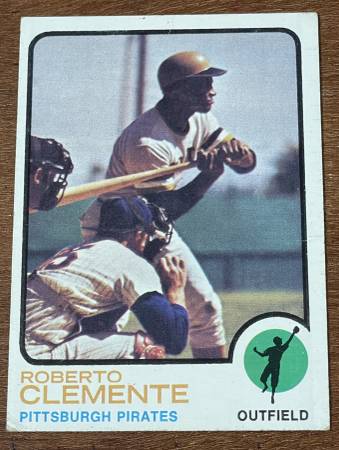 ROBERTO
CLEMENTE
PITTSBURGH PIRATES
OUTFIELD